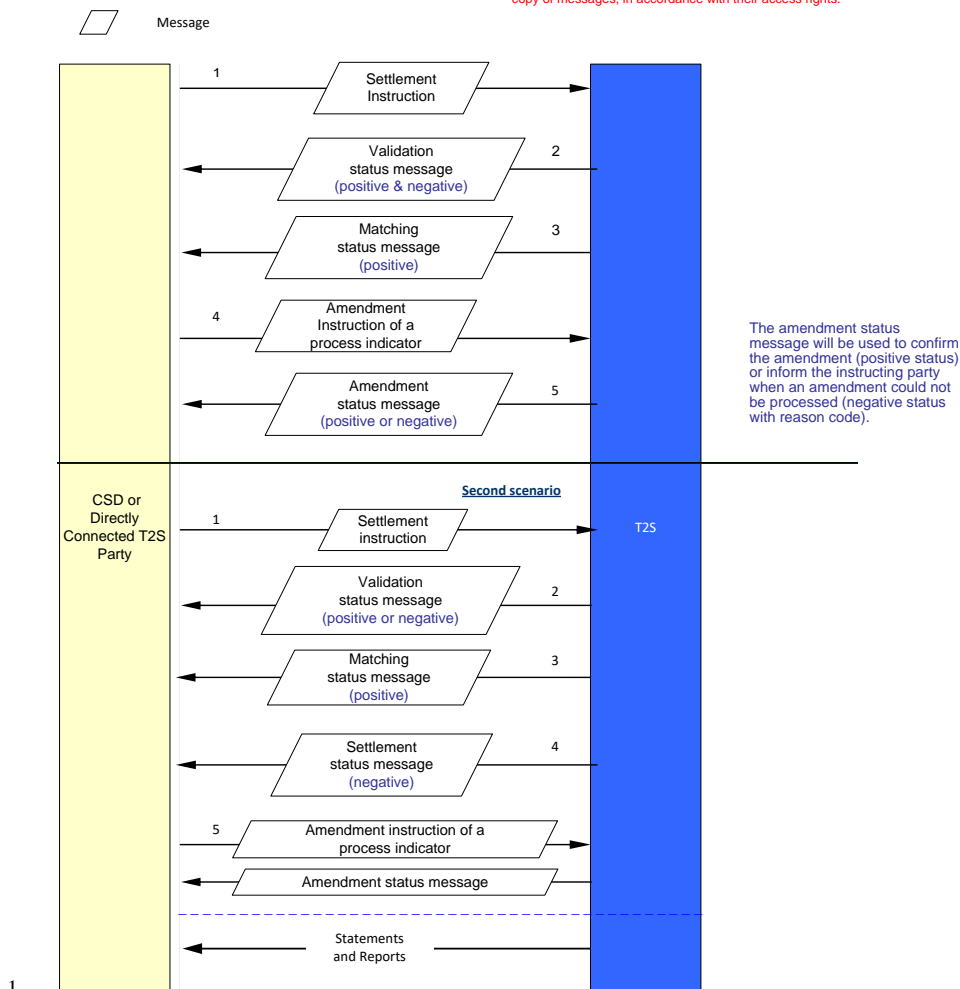 copy of messages, in accordance with their access rights.
Message
1
Settlement
Instruction
Validation
status message
(positive & negative)
2
Matching
status message
(positive)
3
4
Amendment
Instruction of a
process indicator
Amendment
status message
(positive or negative)
5
The amendment status
message will be used to confirm
the amendment (positive status)
or inform the instructing party
when an amendment could not
be processed (negative status
with reason code).
Second scenario
CSD or
Directly
Connected T2S
Party
T2S
1
Settlement
instruction
Validation
status message
(positive or negative)
2
Matching
status message
(positive)
3
Settlement
status message
(negative)
4
5
Amendment instruction of a
process indicator
Amendment status message
Statements
and Reports
1